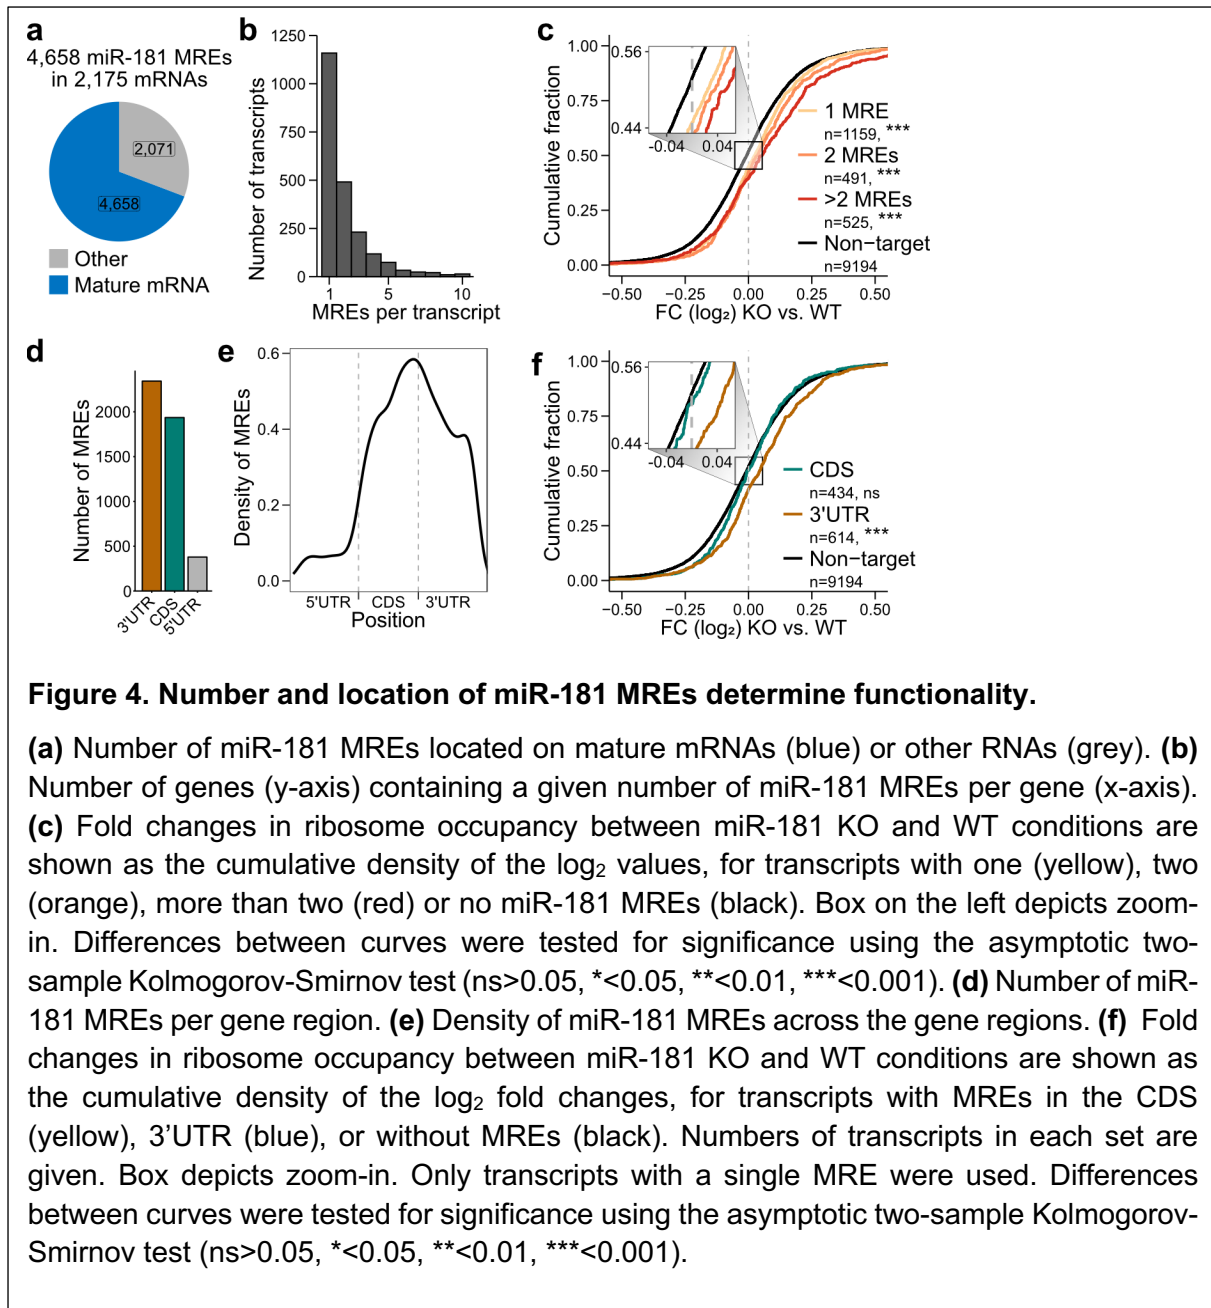 a
4,658 miR-181 MREs
in 2,175 mRNAs
2,071
4,658
Other
Mature mRNA
b
Number of transcripts
1250
1000
750
500
250
0
1 5 10
MREs per transcript
c
Cumulative fraction
1.00
0.75
0.50
0.25
0.00
0.56
0.44
-0.04 0.04
1 MRE
n=1159, ***
2 MREs
n=491, ***
>2 MREs
n=525, ***
Non−target
n=9194
−0.50 −0.25 0.00 0.25 0.50
FC (log₂) KO vs. WT
d
Number of MREs
2000
1500
1000
500
0
3'UTR
CDS
5'UTR
e
Density of MREs
0.6
0.4
0.2
0.0
5'UTR CDS 3'UTR
Position
f
Cumulative fraction
1.00
0.75
0.50
0.25
0.00
0.56
0.44
-0.04 0.04
CDS
n=434, ns
3'UTR
n=614, ***
Non−target
n=9194
−0.50 −0.25 0.00 0.25 0.50
FC (log₂) KO vs. WT
Figure 4. Number and location of miR-181 MREs determine functionality.
(a) Number of miR-181 MREs located on mature mRNAs (blue) or other RNAs (grey). (b)
Number of genes (y-axis) containing a given number of miR-181 MREs per gene (x-axis).
(c) Fold changes in ribosome occupancy between miR-181 KO and WT conditions are
shown as the cumulative density of the log₂ values, for transcripts with one (yellow), two
(orange), more than two (red) or no miR-181 MREs (black). Box on the left depicts zoom-
in. Differences between curves were tested for significance using the asymptotic two-
sample Kolmogorov-Smirnov test (ns>0.05, *<0.05, **<0.01, ***<0.001). (d) Number of miR-
181 MREs per gene region. (e) Density of miR-181 MREs across the gene regions. (f) Fold
changes in ribosome occupancy between miR-181 KO and WT conditions are shown as
the cumulative density of the log₂ fold changes, for transcripts with MREs in the CDS
(yellow), 3’UTR (blue), or without MREs (black). Numbers of transcripts in each set are
given. Box depicts zoom-in. Only transcripts with a single MRE were used. Differences
between curves were tested for significance using the asymptotic two-sample Kolmogorov-
Smirnov test (ns>0.05, *<0.05, **<0.01, ***<0.001).